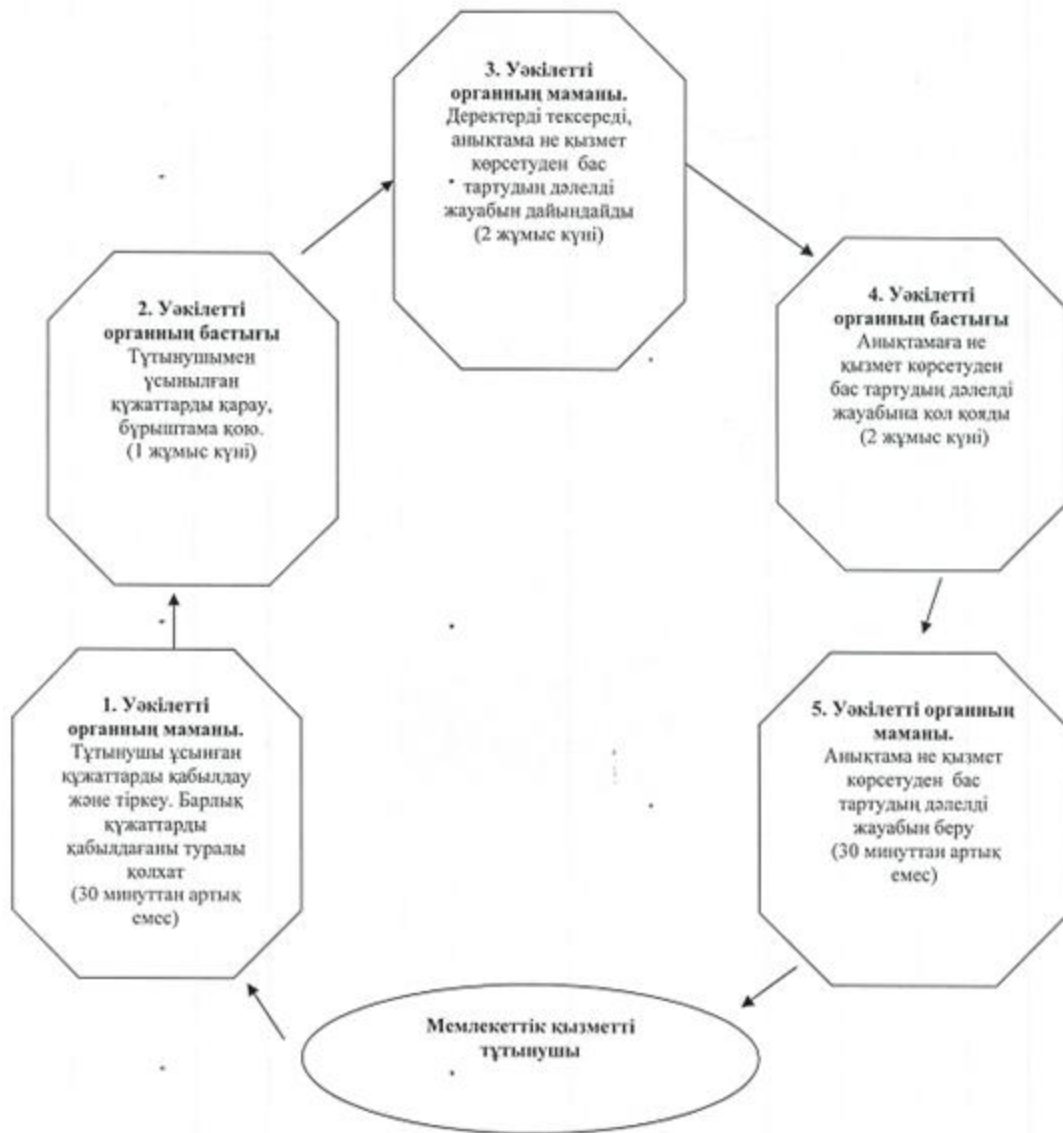 3. Уәкілетті
органның маманы.
Деректерді тексереді,
анықтама не қызмет
көрсетуден бас
тартудың дәлелді
жауабын дайындайды
(2 жұмыс күні)
2. Уәкілетті
органның бастығы
Тұтынушымен
ұсынылған
құжаттарды қарау,
бұрыштама қою.
(1 жұмыс күні)
4. Уәкілетті
органның бастығы
Анықтамаға не
қызмет көрсетуден
бас тартудың дәлелді
жауабына қол қояды
(2 жұмыс күні)
1. Уәкілетті
органның маманы.
Тұтынушы ұсынған
құжаттарды қабылдау
және тіркеу. Барлық
құжаттарды
қабылдағаны туралы
қолхат
(30 минуттан артық
емес)
5. Уәкілетті органның
маманы.
Анықтама не қызмет
көрсетуден бас
тартудың дәлелді
жауабын беру
(30 минуттан артық
емес)
Мемлекеттік қызметті
тұтынушы